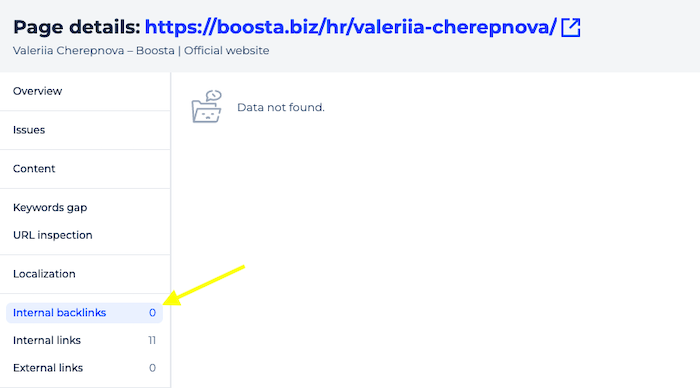 Page details: https://boosta.biz/hr/valeriia-cherepnova/
Valeriia Cherepnova – Boosta | Official website
Overview
Data not found.
Issues
Content
Keywords gap
URL inspection
Localization
Internal backlinks 0
Internal links 11
External links 0